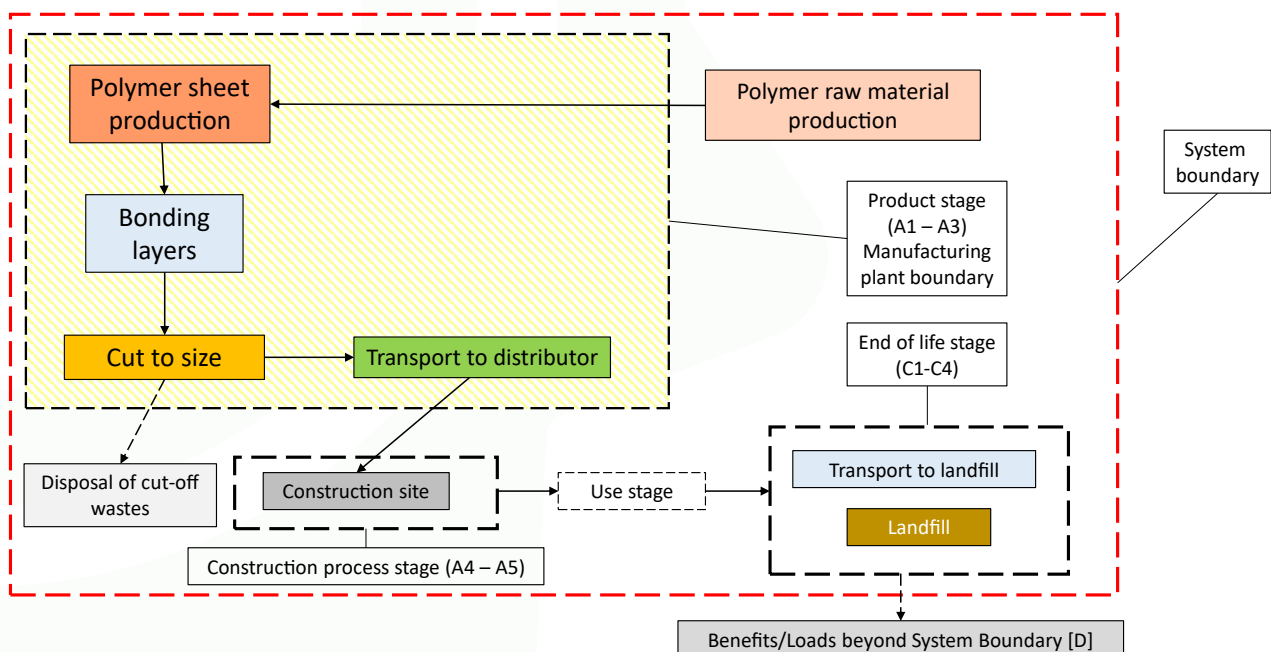 Polymer sheet
production
Polymer raw material
production
System
boundary
Bonding
layers
Product stage
(A1 – A3)
Manufacturing
plant boundary
Cut to size
Transport to distributor
End of life stage
(C1-C4)
Disposal of cut-off
wastes
Construction site
Use stage
Transport to landfill
Landfill
Construction process stage (A4 – A5)
Benefits/Loads beyond System Boundary [D]